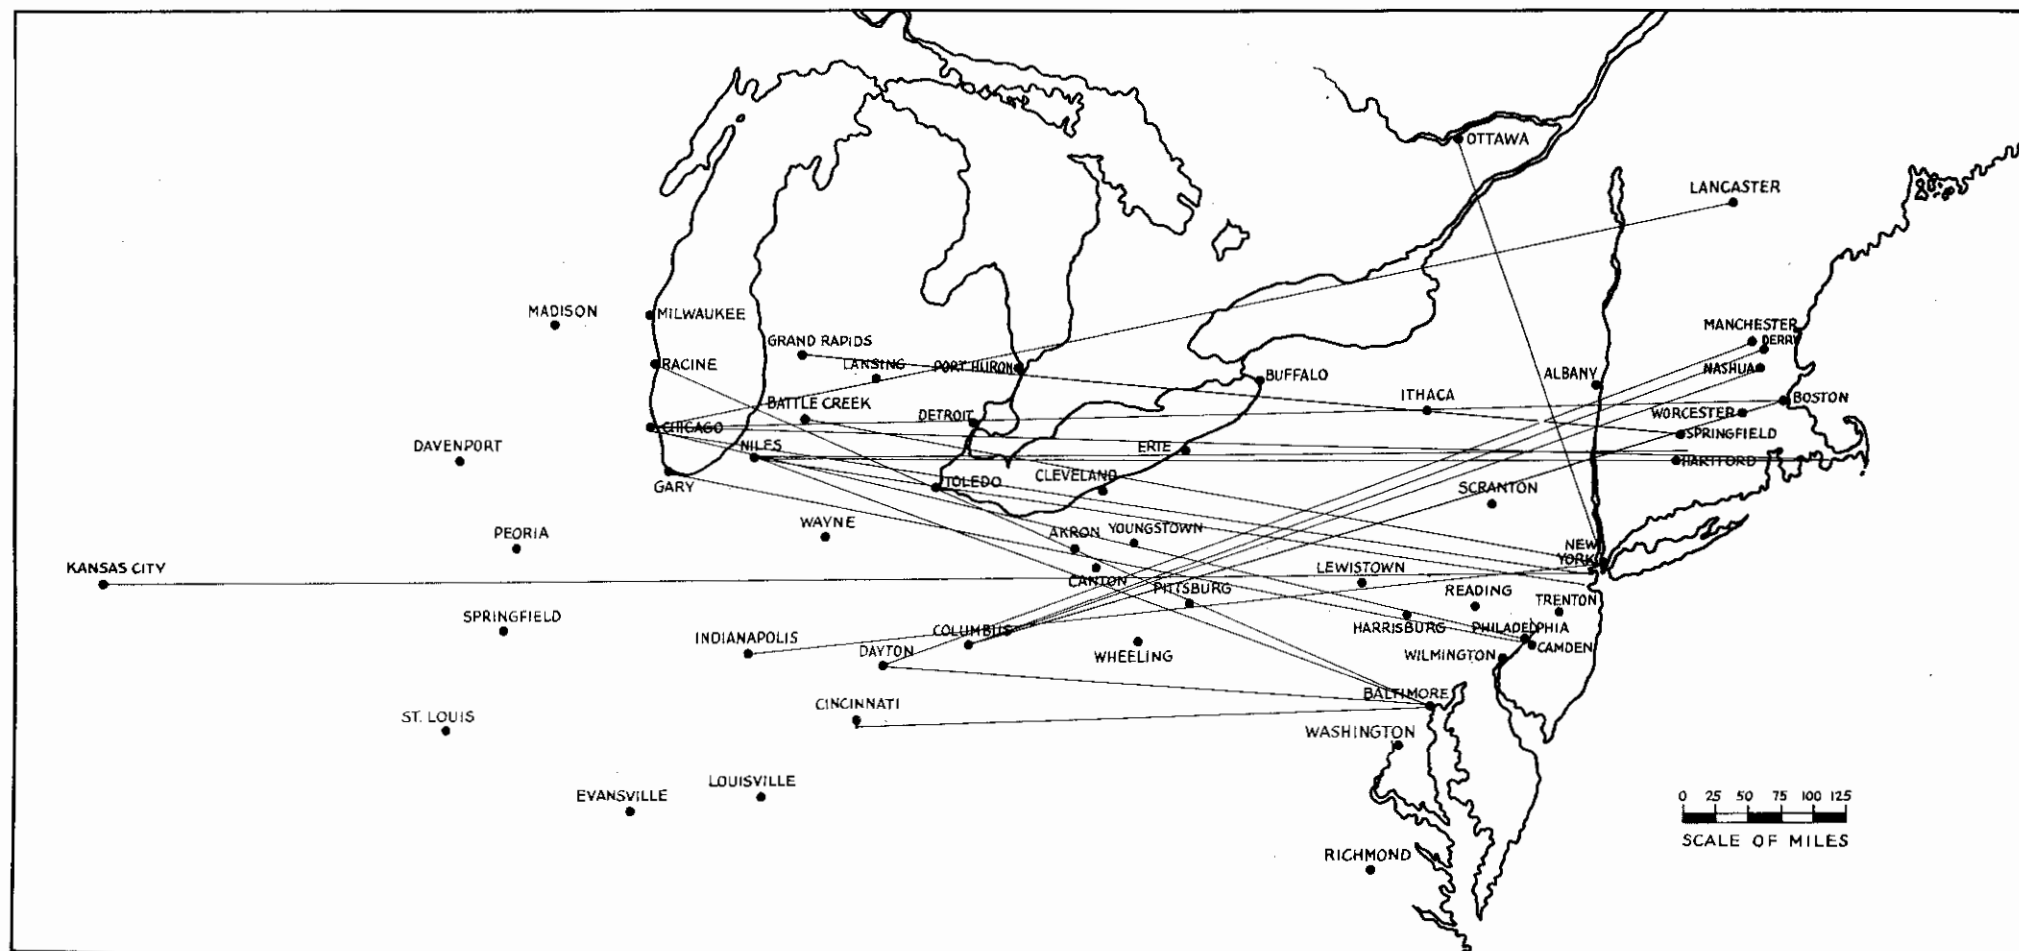 OTTAWA
LANCASTER
MADISON
MILWAUKEE
MANCHESTER
DERRY
GRAND RAPIDS
RACINE
LANSING
PORT HURON
NASHUA
BUFFALO
ALBANY
ITHACA
BOSTON
BATTLE CREEK
DETROIT
WORCESTER
CHICAGO
SPRINGFIELD
DAVENPORT
NILES
ERIE
HARTFORD
GARY
TOLEDO
CLEVELAND
SCRANTON
WAYNE
PEORIA
AKRON
YOUNGSTOWN
NEW
YORK
KANSAS CITY
CANTON
LEWISTOWN
PITTSBURG
READING
TRENTON
SPRINGFIELD
INDIANAPOLIS
COLUMBUS
HARRISBURG
PHILADELPHIA
DAYTON
WHEELING
WILMINGTON
CAMDEN
BALTIMORE
CINCINNATI
ST. LOUIS
WASHINGTON
EVANSVILLE
LOUISVILLE
0 25 50 75 100 125
SCALE OF MILES
RICHMOND